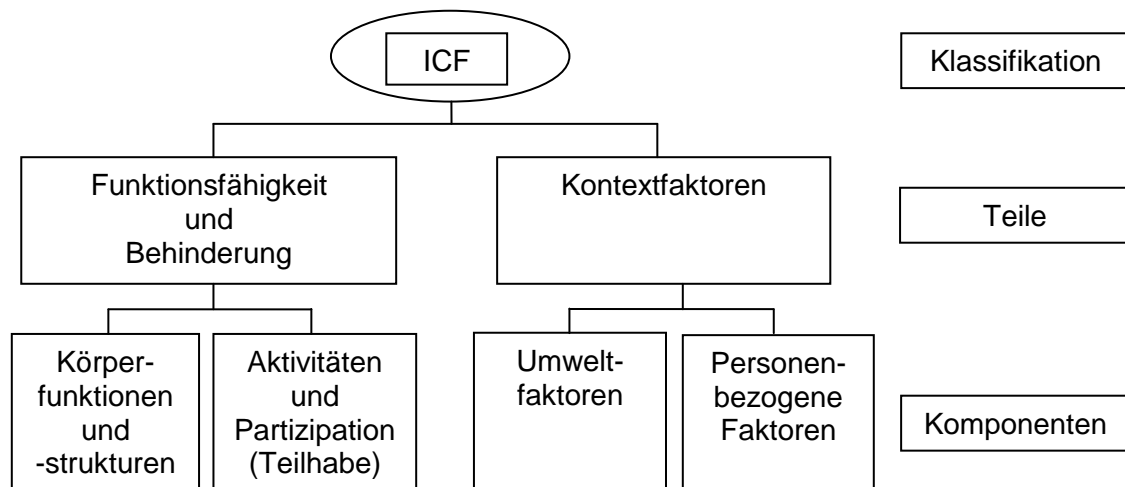 ICF
Klassifikation
Funktionsfähigkeit
und
Behinderung
Kontextfaktoren
Teile
Körper-
funktionen
und
-strukturen
Aktivitäten
und
Partizipation
(Teilhabe)
Umwelt-
faktoren
Personen-
bezogene
Faktoren
Komponenten